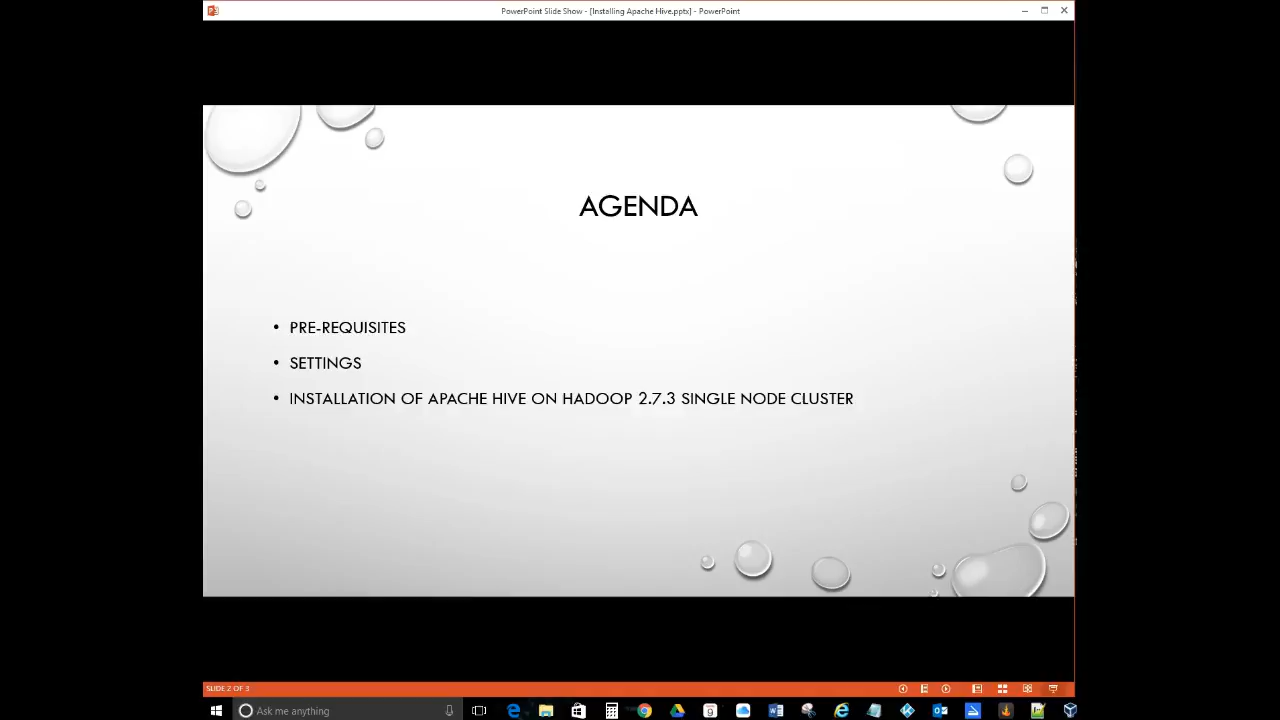 PowerPoint Slide Show - [Installing Apache Hive.pptx] - PowerPoint
AGENDA
• PRE-REQUISITES
• SETTINGS
• INSTALLATION OF APACHE HIVE ON HADOOP 2.7.3 SINGLE NODE CLUSTER
SLIDE 2 OF 3
Ask me anything
9